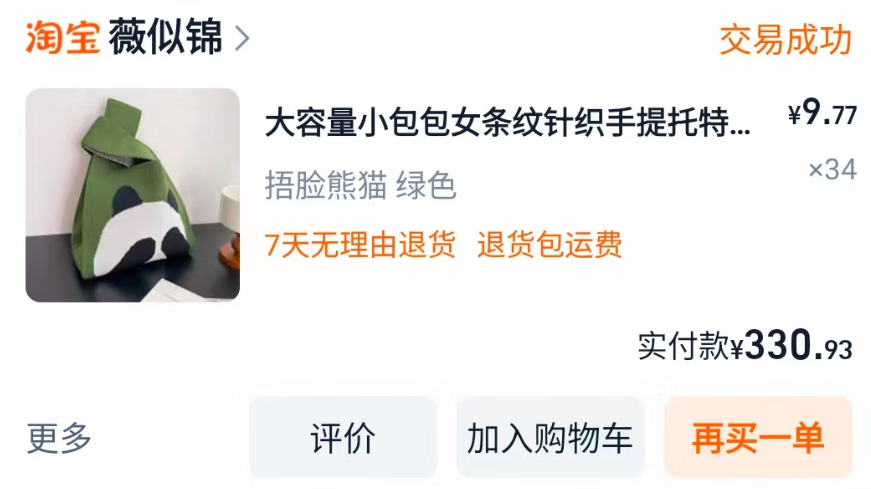 淘宝 薇似锦 >
交易成功
大容量小包包女条纹针织手提托特... ¥9.77
捂脸熊猫 绿色 ×34
7天无理由退货 退货包运费
实付款¥330.93
更多 评价 加入购物车 再买一单